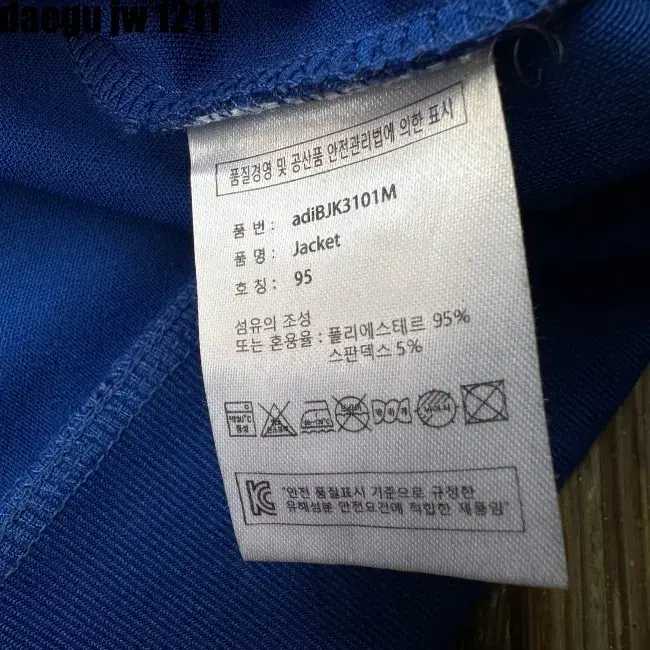 daegu jw 1211
품질경영 및 공산품 안전관리법에 의한 표시
품 번 : adiBJK3101M
품 명 : Jacket
호 칭 : 95
섬유의 조성
또는 혼용율 : 폴리에스테르 95%
스판덱스 5%
"안전 품질표시 기준으로 규정한
유해성분 안전요건에 적합한 제품임"